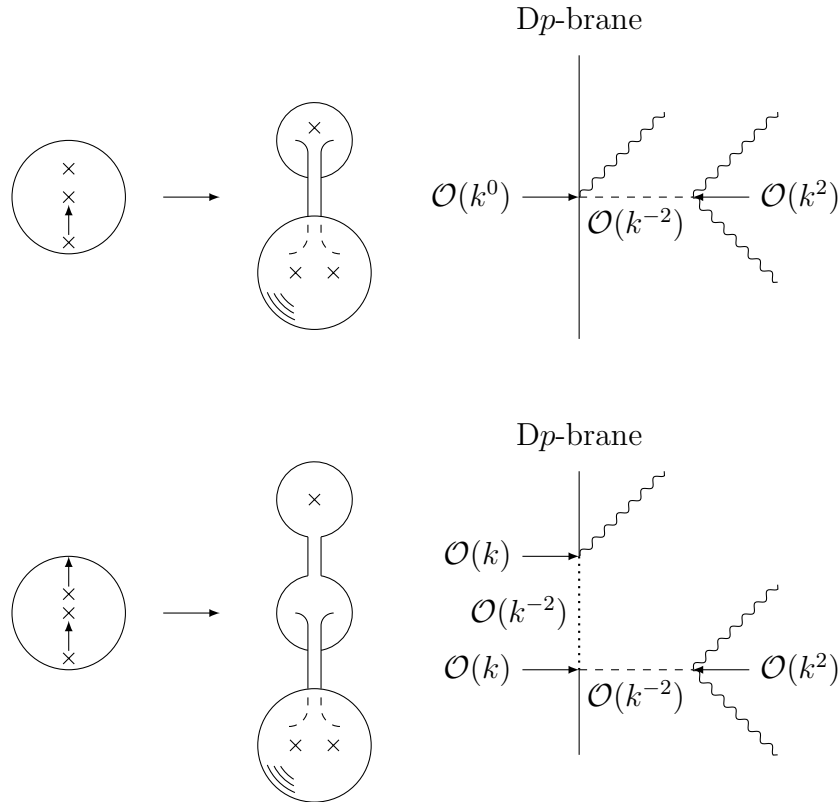 Dp-brane
𝒪(k⁰)
𝒪(k⁻²)
𝒪(k²)
Dp-brane
𝒪(k)
𝒪(k⁻²)
𝒪(k)
𝒪(k⁻²)
𝒪(k²)